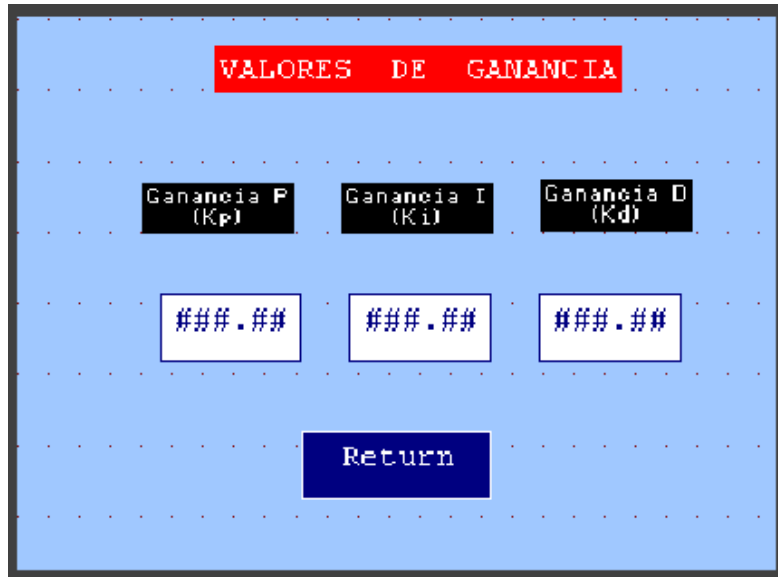 VALORES DE GANANCIA
Ganancia P
(Kp)
Ganancia I
(Ki)
Ganancia D
(Kd)
###.##
###.##
###.##
Return